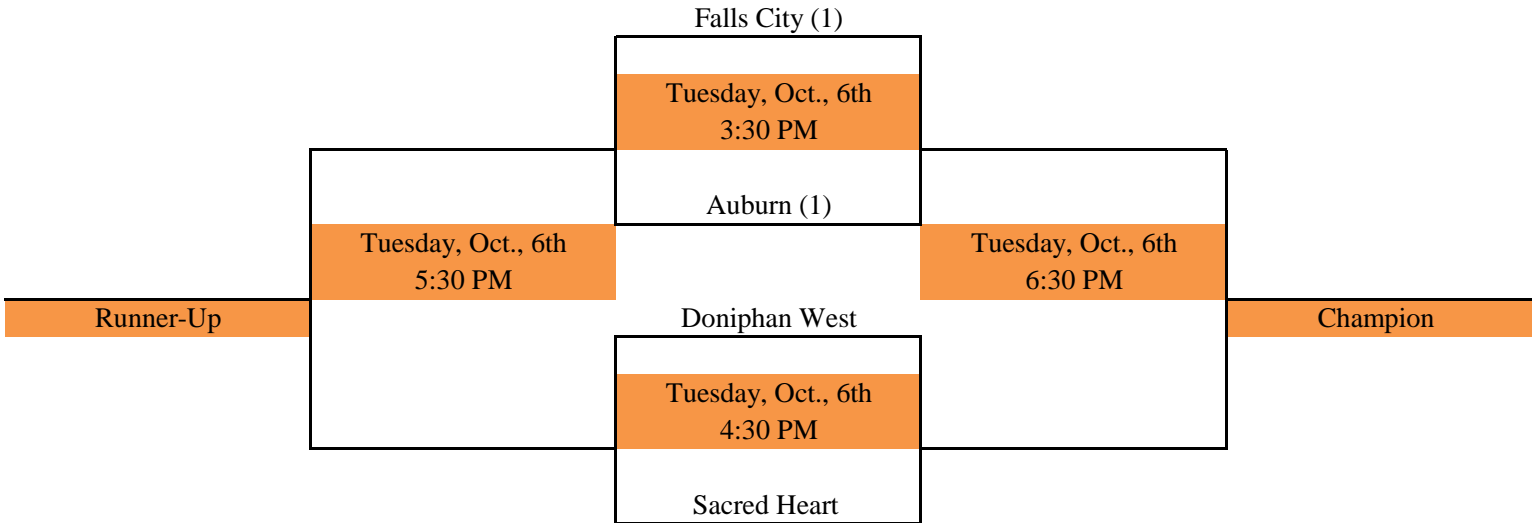 Falls City (1)
Tuesday, Oct., 6th
3:30 PM
Auburn (1)
Tuesday, Oct., 6th
5:30 PM
Tuesday, Oct., 6th
6:30 PM
Runner-Up
Doniphan West
Champion
Tuesday, Oct., 6th
4:30 PM
Sacred Heart